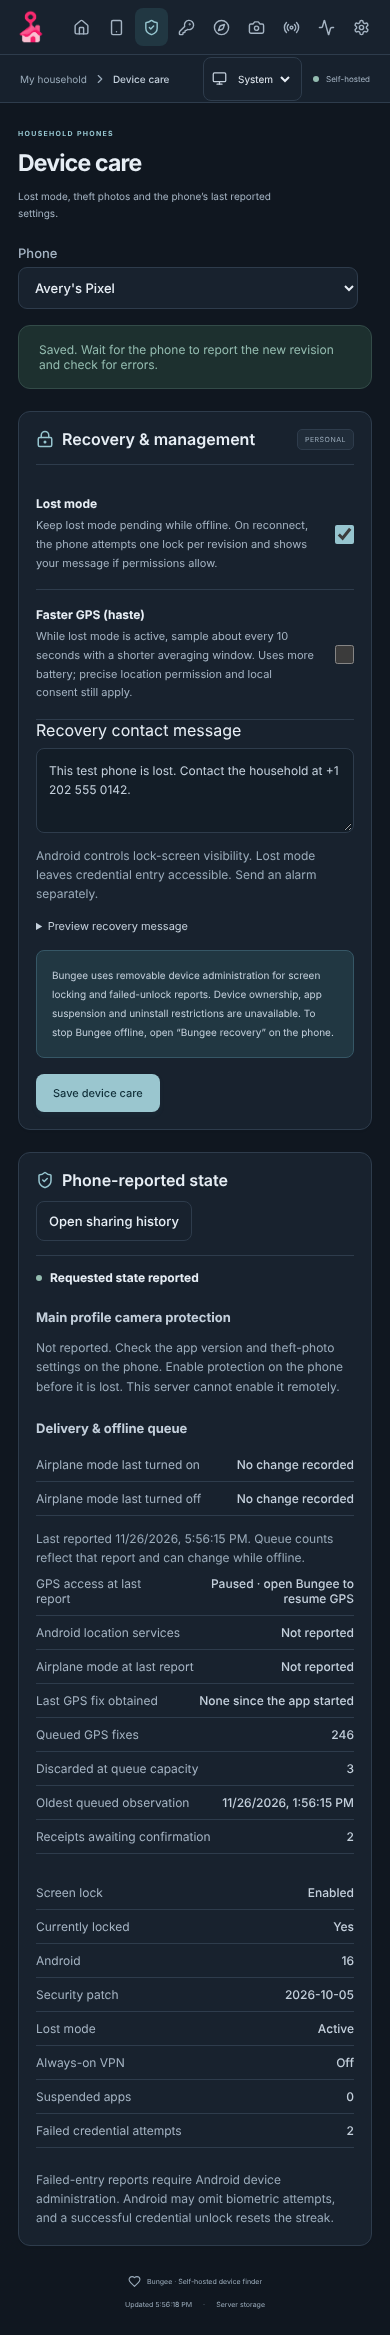 My household
Device care
System
Self-hosted
HOUSEHOLD PHONES
Device care
Lost mode, theft photos and the phone's last reported
settings.
Phone
Avery's Pixel
Saved. Wait for the phone to report the new revision
and check for errors.
Recovery & management
PERSONAL
Lost mode
Keep lost mode pending while offline. On reconnect,
the phone attempts one lock per revision and shows
your message if permissions allow.
Faster GPS (haste)
While lost mode is active, sample about every 10
seconds with a shorter averaging window. Uses more
battery; precise location permission and local
consent still apply.
Recovery contact message
This test phone is lost. Contact the household at +1
202 555 0142.
Android controls lock-screen visibility. Lost mode
leaves credential entry accessible. Send an alarm
separately.
Preview recovery message
Bungee uses removable device administration for screen
locking and failed-unlock reports. Device ownership, app
suspension and uninstall restrictions are unavailable. To
stop Bungee offline, open “Bungee recovery” on the phone.
Save device care
Phone-reported state
Open sharing history
Requested state reported
Main profile camera protection
Not reported. Check the app version and theft-photo
settings on the phone. Enable protection on the phone
before it is lost. This server cannot enable it remotely.
Delivery & offline queue
Airplane mode last turned on No change recorded
Airplane mode last turned off No change recorded
Last reported 11/26/2026, 5:56:15 PM. Queue counts
reflect that report and can change while offline.
GPS access at last report Paused · open Bungee to resume GPS
Android location services Not reported
Airplane mode at last report Not reported
Last GPS fix obtained None since the app started
Queued GPS fixes 246
Discarded at queue capacity 3
Oldest queued observation 11/26/2026, 1:56:15 PM
Receipts awaiting confirmation 2
Screen lock Enabled
Currently locked Yes
Android 16
Security patch 2026-10-05
Lost mode Active
Always-on VPN Off
Suspended apps 0
Failed credential attempts 2
Failed-entry reports require Android device
administration. Android may omit biometric attempts,
and a successful credential unlock resets the streak.
Bungee · Self-hosted device finder
Updated 5:56:18 PM · Server storage